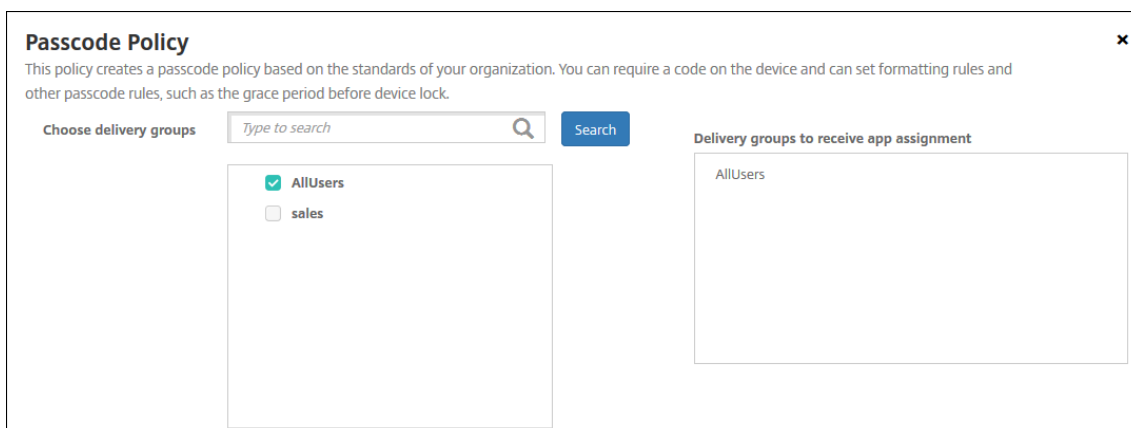 Passcode Policy
This policy creates a passcode policy based on the standards of your organization. You can require a code on the device and can set formatting rules and
other passcode rules, such as the grace period before device lock.
Choose delivery groups
Type to search
Search
AllUsers
sales
Delivery groups to receive app assignment
AllUsers